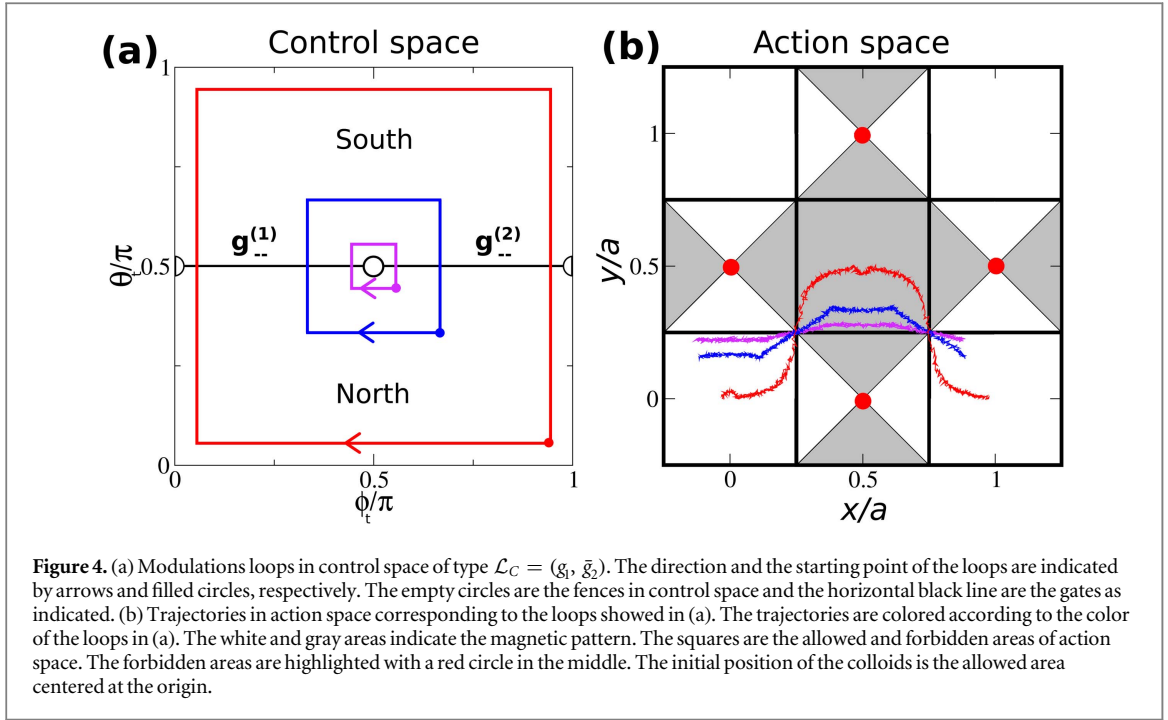 (a) Control space
(b) Action space
1
South
g(1)--
g(2)--
0.5
θt/π
North
0
0
0.5
1
ϕt/π
1
0.5
y/a
0
0
0.5
1
x/a
Figure 4. (a) Modulations loops in control space of type 𝓛C = (g1, g̃2). The direction and the starting point of the loops are indicated
by arrows and filled circles, respectively. The empty circles are the fences in control space and the horizontal black line are the gates as
indicated. (b) Trajectories in action space corresponding to the loops showed in (a). The trajectories are colored according to the color
of the loops in (a). The white and gray areas indicate the magnetic pattern. The squares are the allowed and forbidden areas of action
space. The forbidden areas are highlighted with a red circle in the middle. The initial position of the colloids is the allowed area
centered at the origin.